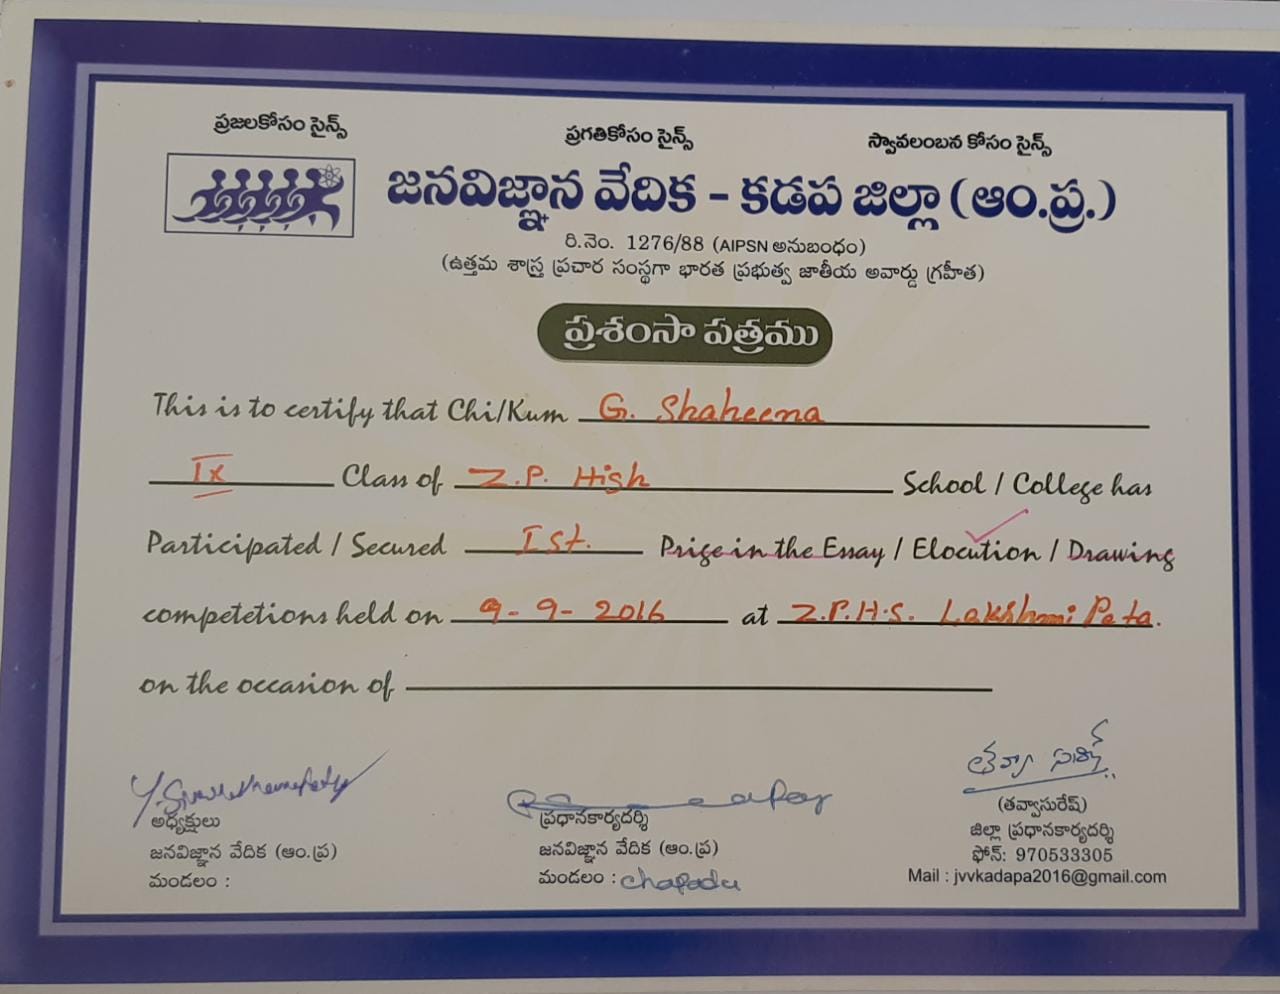 ప్రజలకోసం సైన్స్ ప్రగతికోసం సైన్స్ స్వావలంబన కోసం సైన్స్
జనవిజ్ఞాన వేదిక - కడప జిల్లా (ఆం.ప్ర.)
రి.నెం. 1276/88 (AIPSN అనుబంధం)
(ఉత్తమ శాస్త్ర ప్రచార సంస్థగా భారత ప్రభుత్వ జాతీయ అవార్డు గ్రహీత)
ప్రశంసా పత్రము
This is to certify that Chi/Kum G. Shaheena
IX Class of Z.P. High School / College has
Participated / Secured Ist. Prige in the Essay / Elocution / Drawing
competetions held on 9-9-2016 at Z.P.H.S. Lakshmi Peta.
on the occasion of
అధ్యక్షులు
జనవిజ్ఞాన వేదిక (ఆం.ప్ర)
మండలం :
ప్రధానకార్యదర్శి
జనవిజ్ఞాన వేదిక (ఆం.ప్ర)
మండలం : chapadu
తవ్వా సురేష్
(తవ్వాసురేష్)
జిల్లా ప్రధానకార్యదర్శి
ఫోన్: 970533305
Mail : jvvkadapa2016@gmail.com